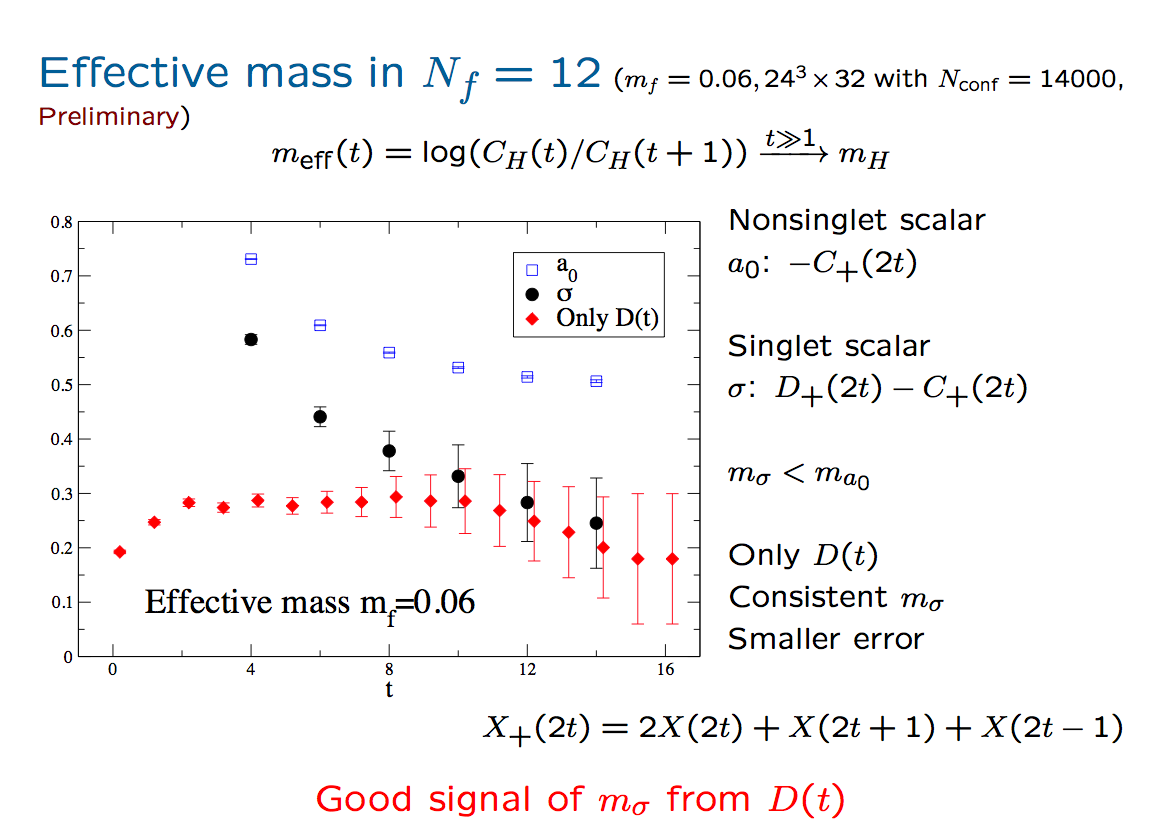 Effective mass in N_f = 12 (m_f = 0.06, 24³ × 32 with N_conf = 14000,
Preliminary)
m_eff(t) = log(C_H(t)/C_H(t + 1)) —t≫1→ m_H
0.8
0.7
0.6
0.5
0.4
0.3
0.2
0.1
0
0 4 8 12 16
t
a_0
σ
Only D(t)
Effective mass m_f=0.06
Nonsinglet scalar
a_0: −C_+(2t)
Singlet scalar
σ: D_+(2t) − C_+(2t)
m_σ < m_{a_0}
Only D(t)
Consistent m_σ
Smaller error
X_+(2t) = 2X(2t) + X(2t + 1) + X(2t − 1)
Good signal of m_σ from D(t)